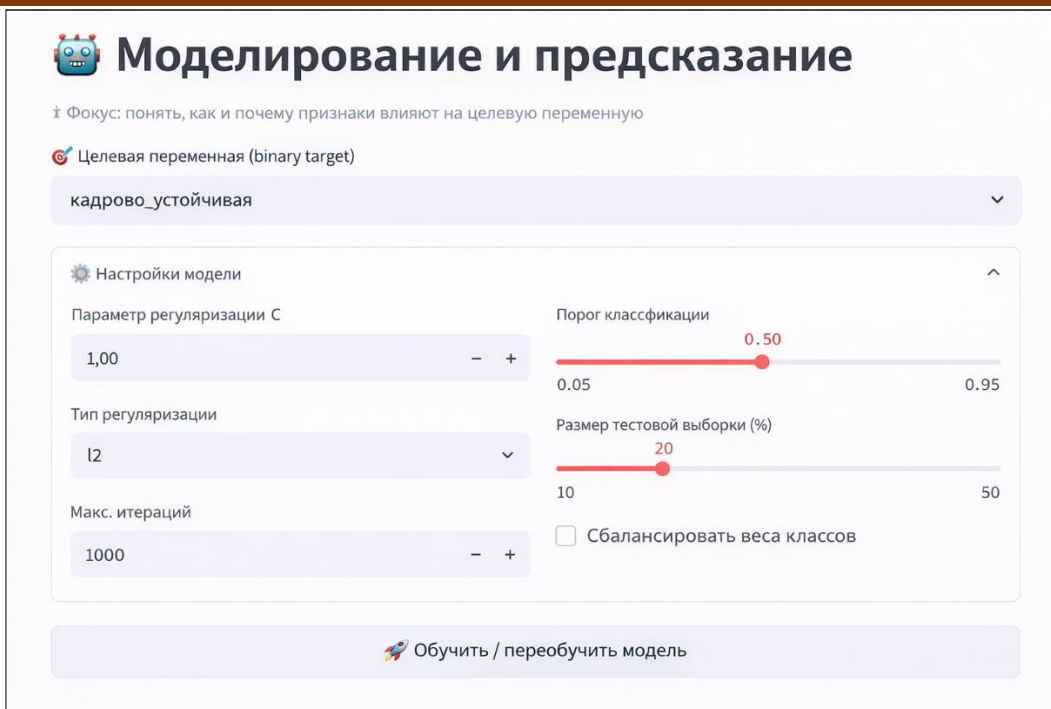 Моделирование и предсказание
Фокус: понять, как и почему признаки влияют на целевую переменную
Целевая переменная (binary target)
кадрово_устойчивая
Настройки модели
Параметр регуляризации C
1,00
- +
Тип регуляризации
l2
Макс. итераций
1000
- +
Порог классфикации
0.50
0.05 0.95
Размер тестовой выборки (%)
20
10 50
Сбалансировать веса классов
Обучить / переобучить модель